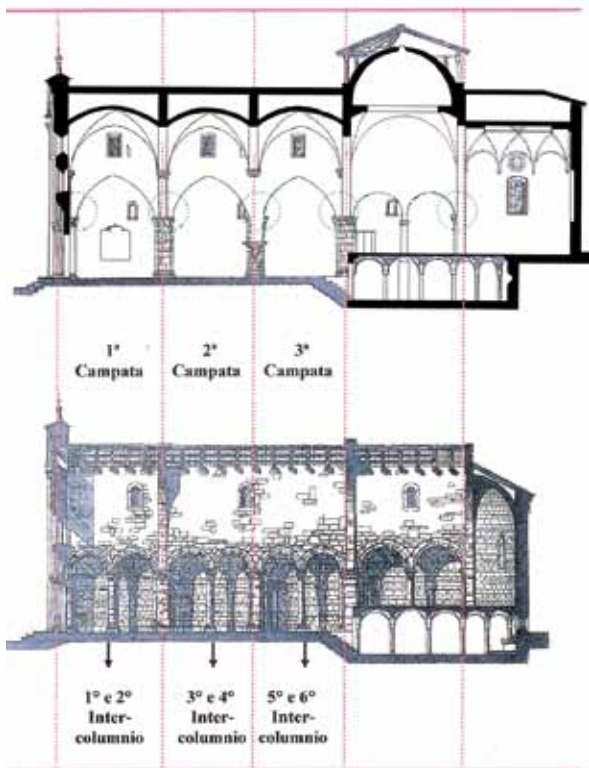 1ª 2ª 3ª
Campata Campata Campata
1° e 2° 3° e 4° 5° e 6°
Inter- Inter- Inter-
columnio columnio columnio